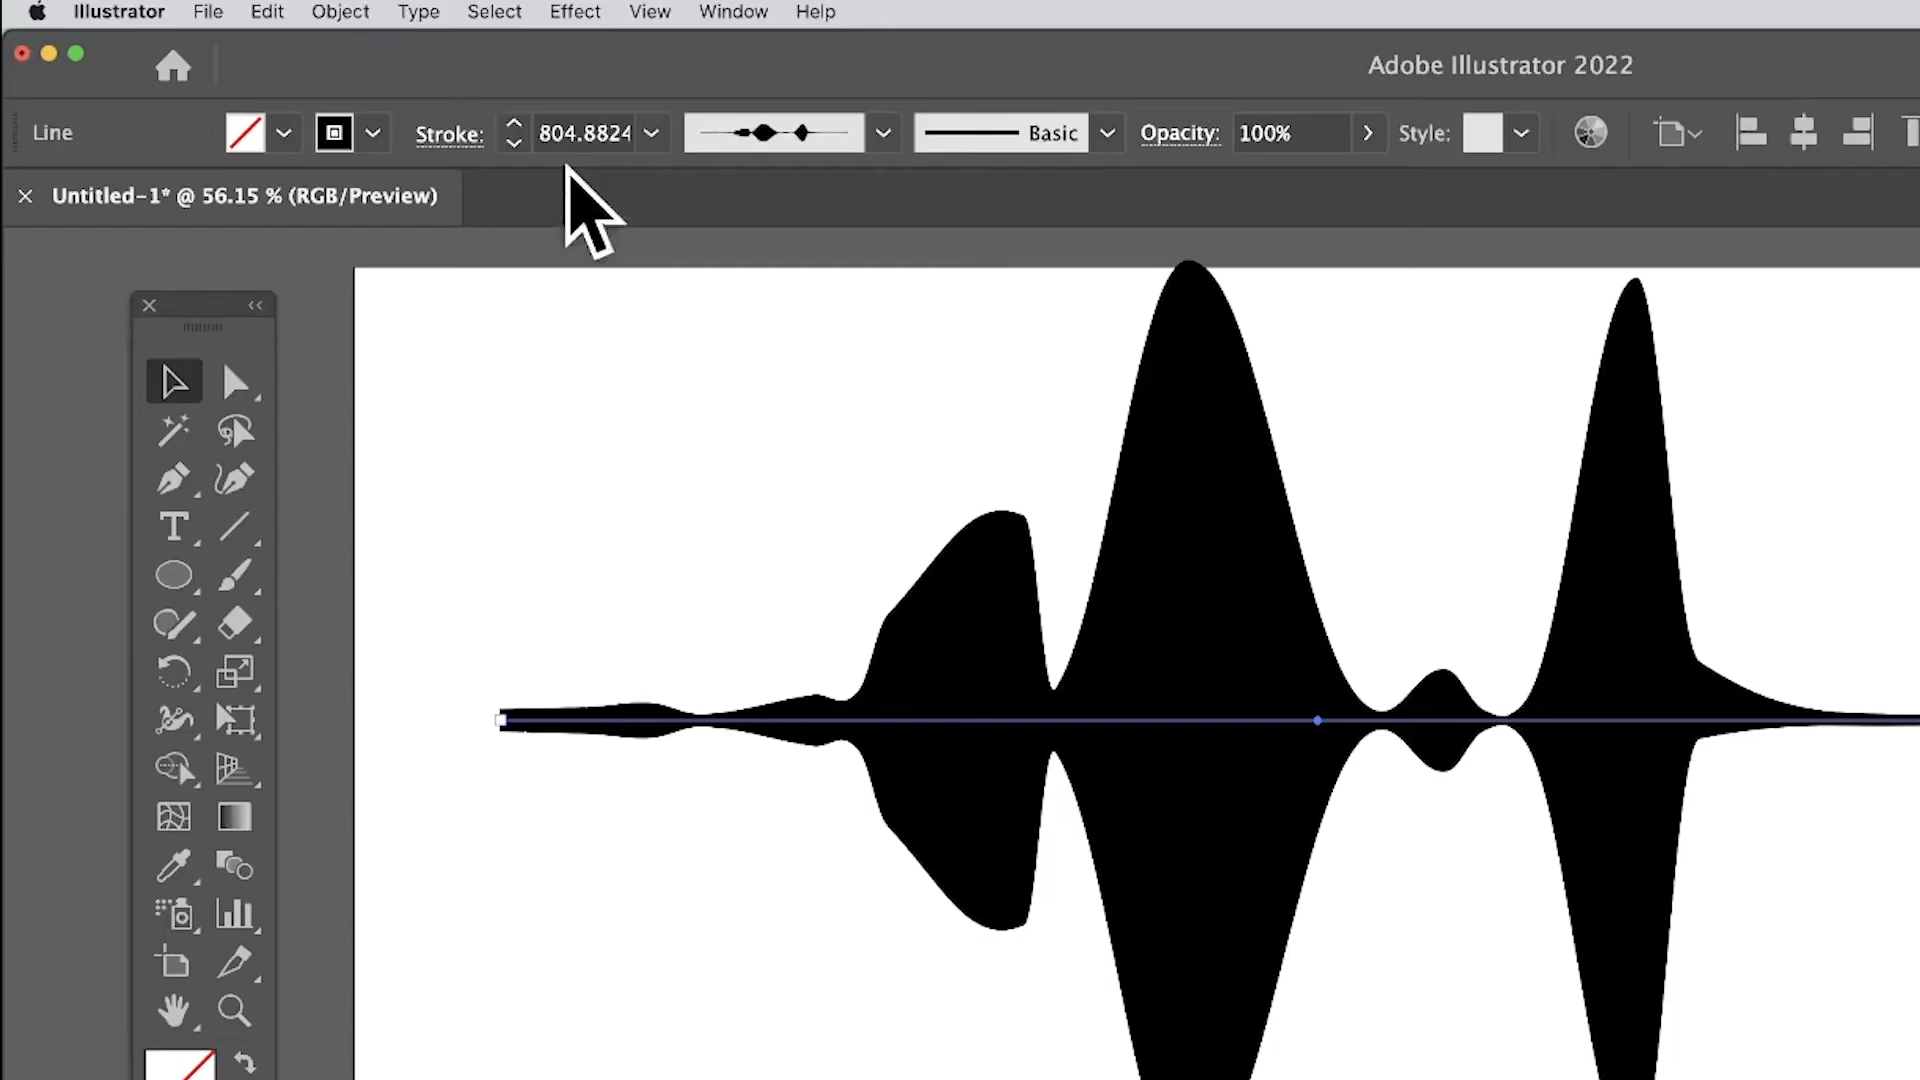 Illustrator File Edit Object Type Select Effect View Window Help
Adobe Illustrator 2022
Line Stroke: 804.8824 Basic Opacity: 100% Style:
Untitled-1* @ 56.15 % (RGB/Preview)